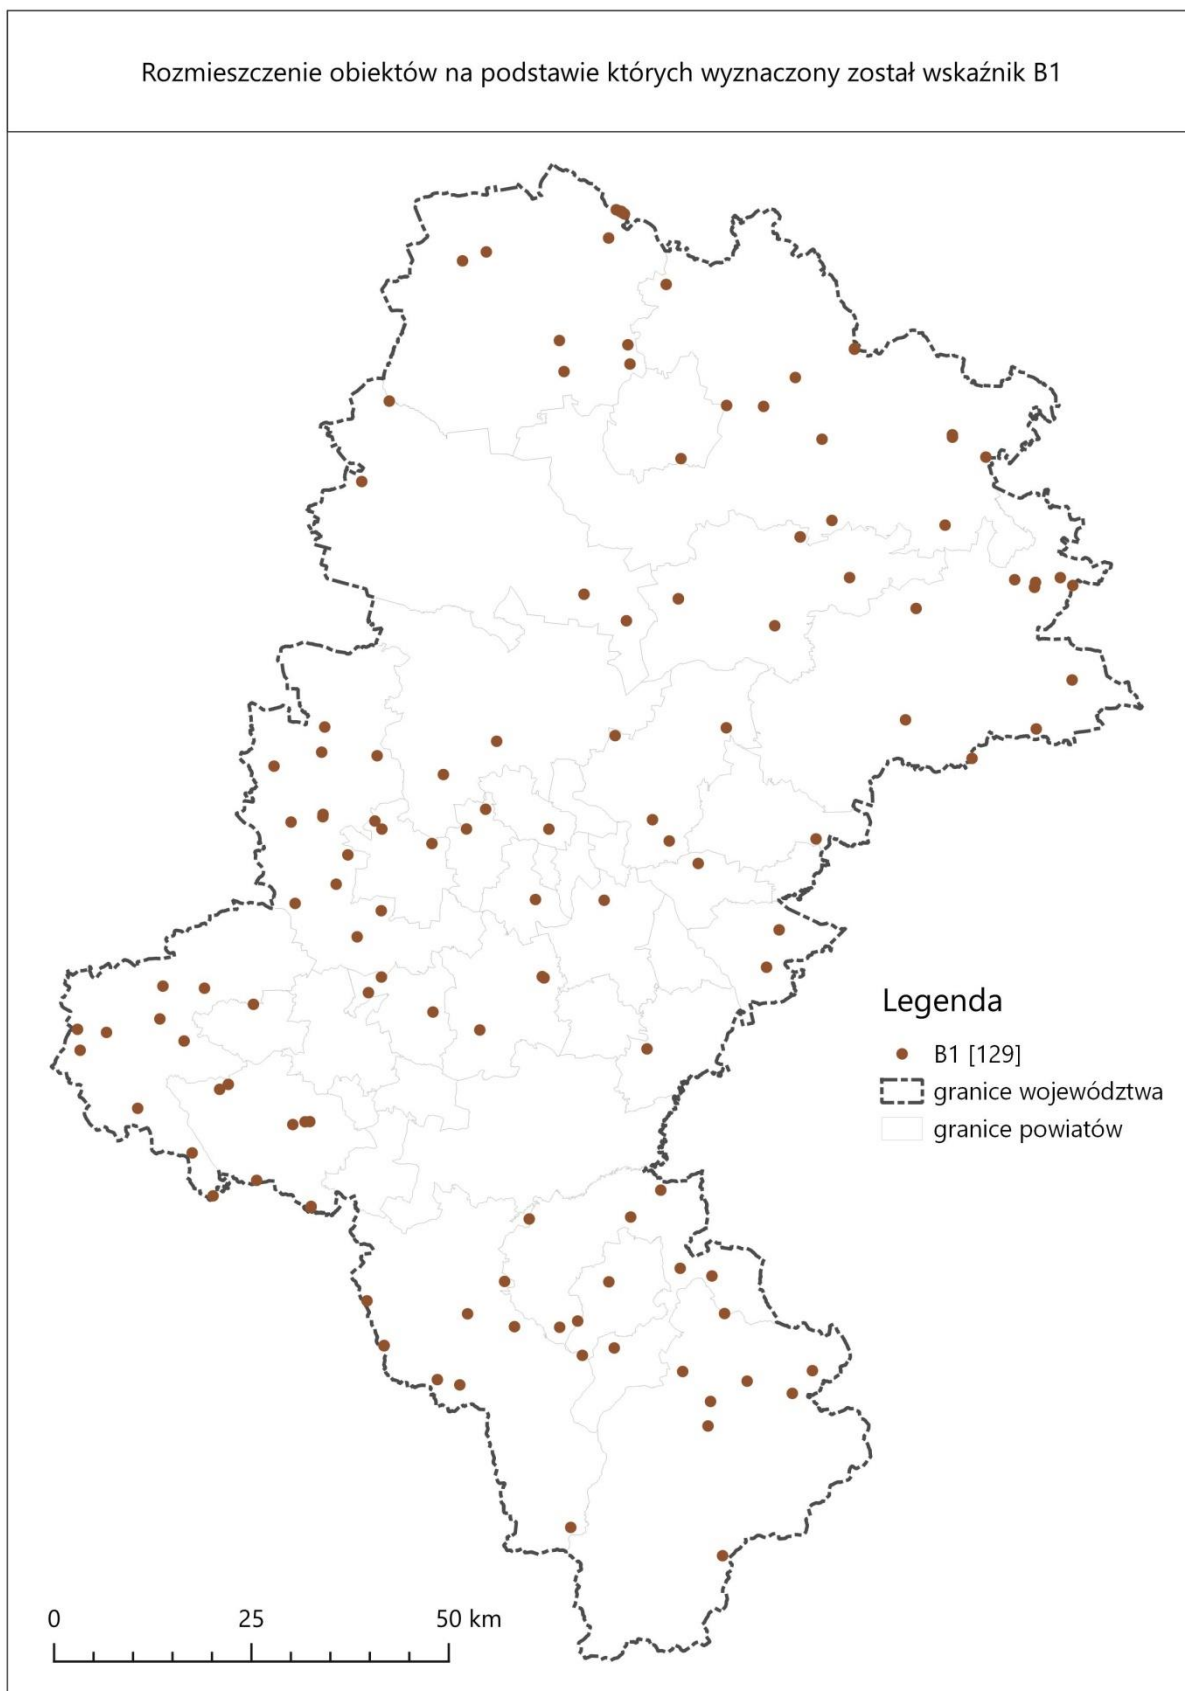 Rozmieszczenie obiektów na podstawie których wyznaczony został wskaźnik B1
Legenda
B1 [129]
granice województwa
granice powiatów
0 25 50 km